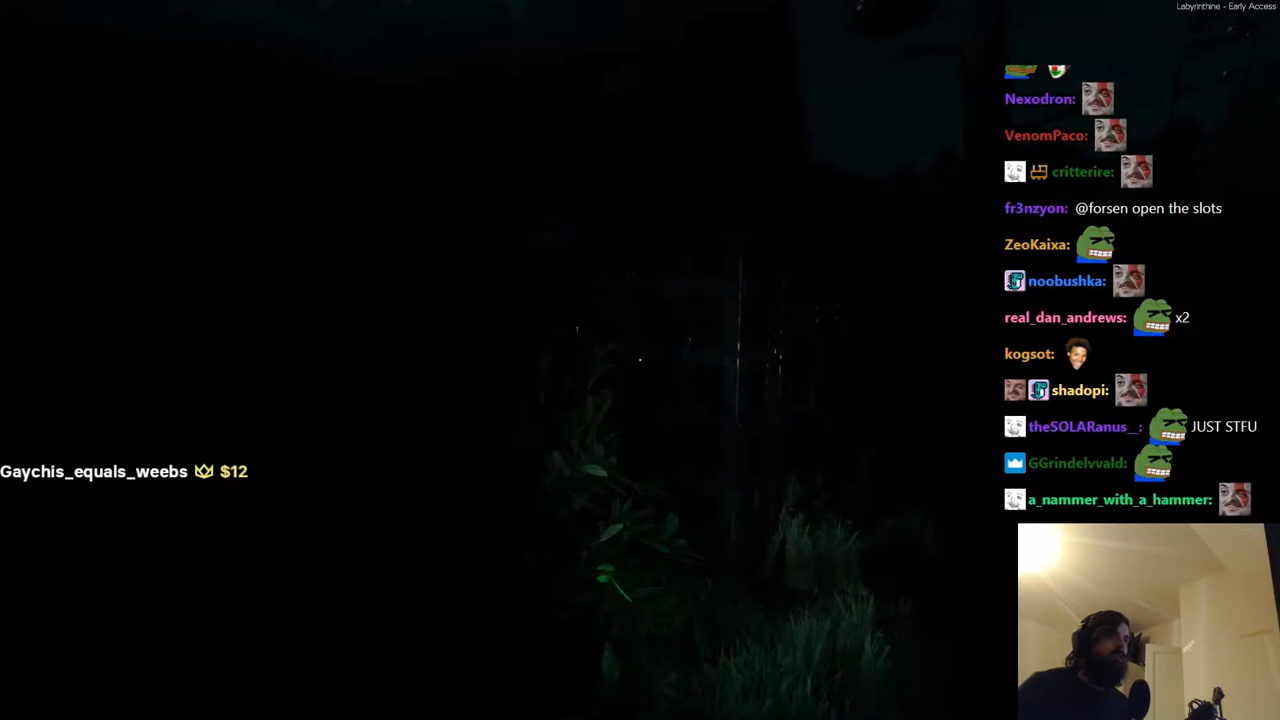 Labyrinthine - Early Access
Nexodron:
VenomPaco:
critterire:
fr3nzyon: @forsen open the slots
ZeoKaixa:
noobushka:
real_dan_andrews: x2
kogsot:
shadopi:
theSOLARanus__: JUST STFU
GGrindelvvald:
a_nammer_with_a_hammer:
Gaychis_equals_weebs $12